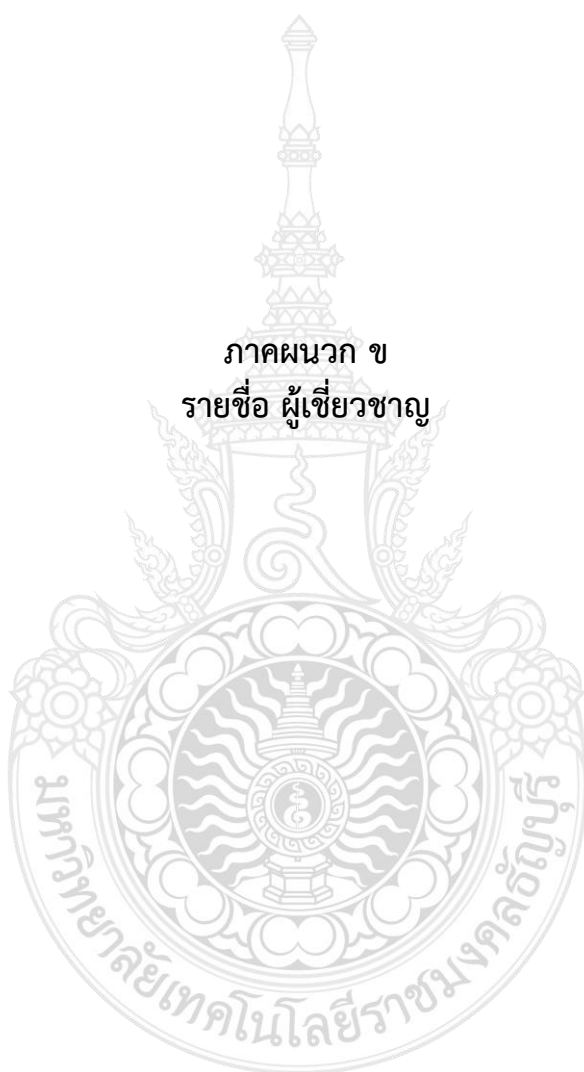 ภาคผนวก ข
รายชื่อ ผู้เชี่ยวชาญ
มหาวิทยาลัยเทคโนโลยีราชมงคลธัญบุรี